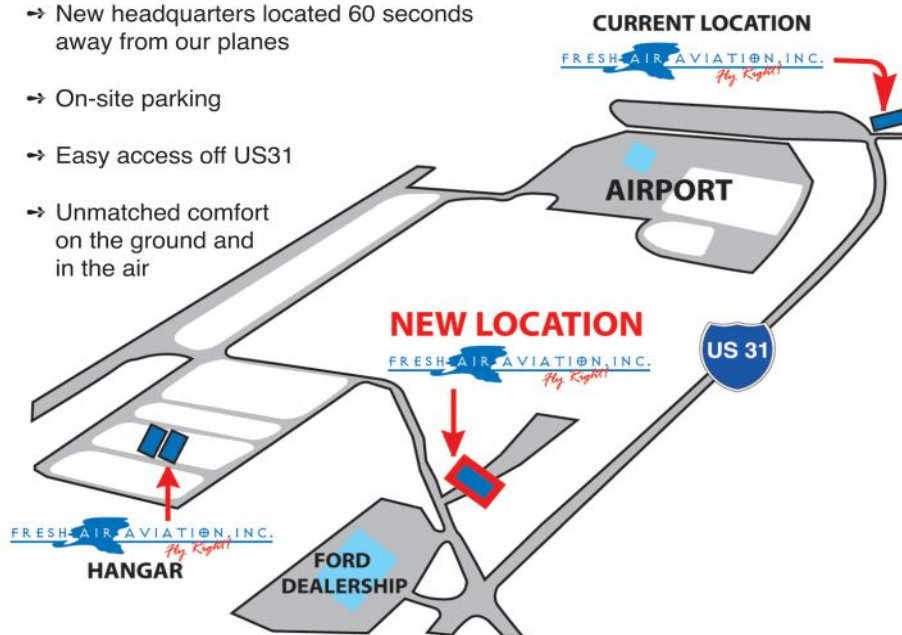 → New headquarters located 60 seconds
away from our planes
→ On-site parking
→ Easy access off US31
→ Unmatched comfort
on the ground and
in the air
CURRENT LOCATION
FRESH AIR AVIATION, INC.
Fly Right!
AIRPORT
NEW LOCATION
FRESH AIR AVIATION, INC.
Fly Right!
US 31
FRESH AIR AVIATION, INC.
Fly Right!
HANGAR
FORD
DEALERSHIP